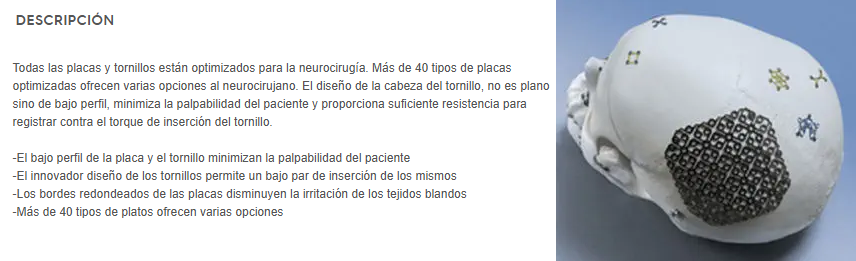 DESCRIPCIÓN
Todas las placas y tornillos están optimizados para la neurocirugía. Más de 40 tipos de placas
optimizadas ofrecen varias opciones al neurocirujano. El diseño de la cabeza del tornillo, no es plano
sino de bajo perfil, minimiza la palpabilidad del paciente y proporciona suficiente resistencia para
registrar contra el torque de inserción del tornillo.
-El bajo perfil de la placa y el tornillo minimizan la palpabilidad del paciente
-El innovador diseño de los tornillos permite un bajo par de inserción de los mismos
-Los bordes redondeados de las placas disminuyen la irritación de los tejidos blandos
-Más de 40 tipos de platos ofrecen varias opciones